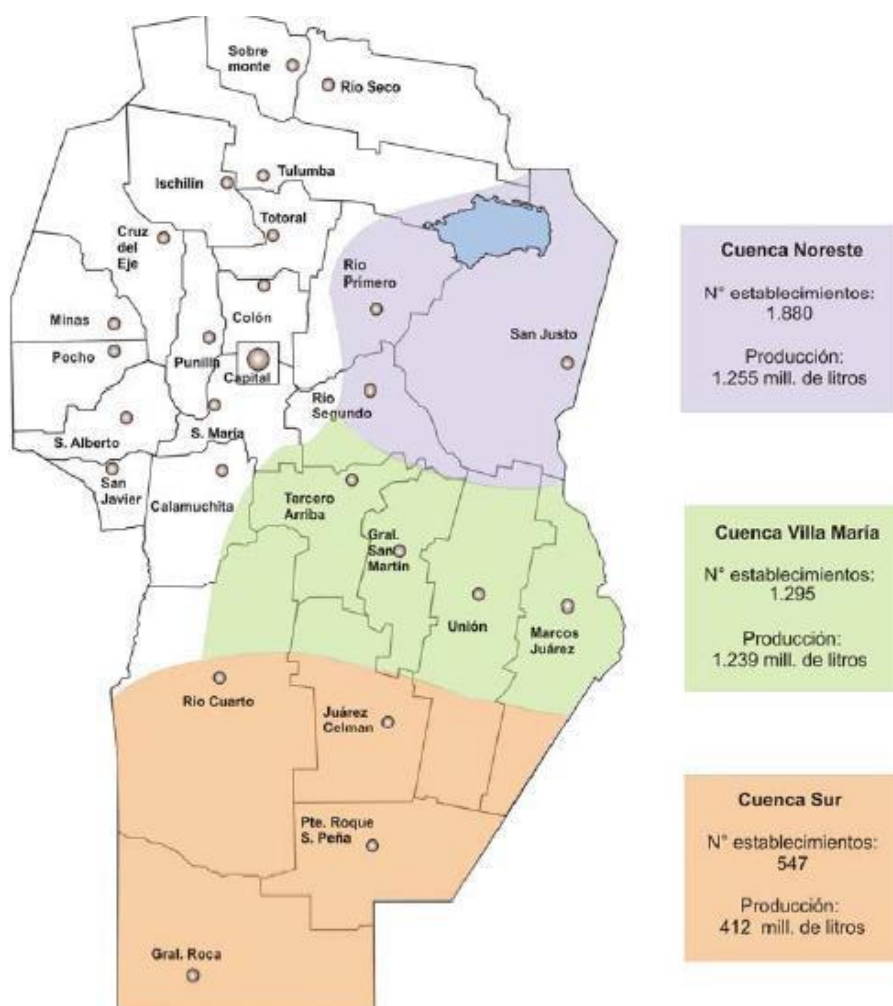 Sobre
monte
Río Seco
Ischilín
Tulumba
Totoral
Cruz
del
Eje
Río
Primero
Minas
Colón
San Justo
Pocho
Punilla
Capital
Río
Segundo
S. Alberto
S. María
San
Javier
Calamuchita
Tercero
Arriba
Gral.
San
Martín
Unión
Marcos
Juárez
Río Cuarto
Juárez
Celman
Pte. Roque
S. Peña
Gral. Roca
Cuenca Noreste
N° establecimientos:
1.880
Producción:
1.255 mill. de litros
Cuenca Villa María
N° establecimientos:
1.295
Producción:
1.239 mill. de litros
Cuenca Sur
N° establecimientos:
547
Producción:
412 mill. de litros